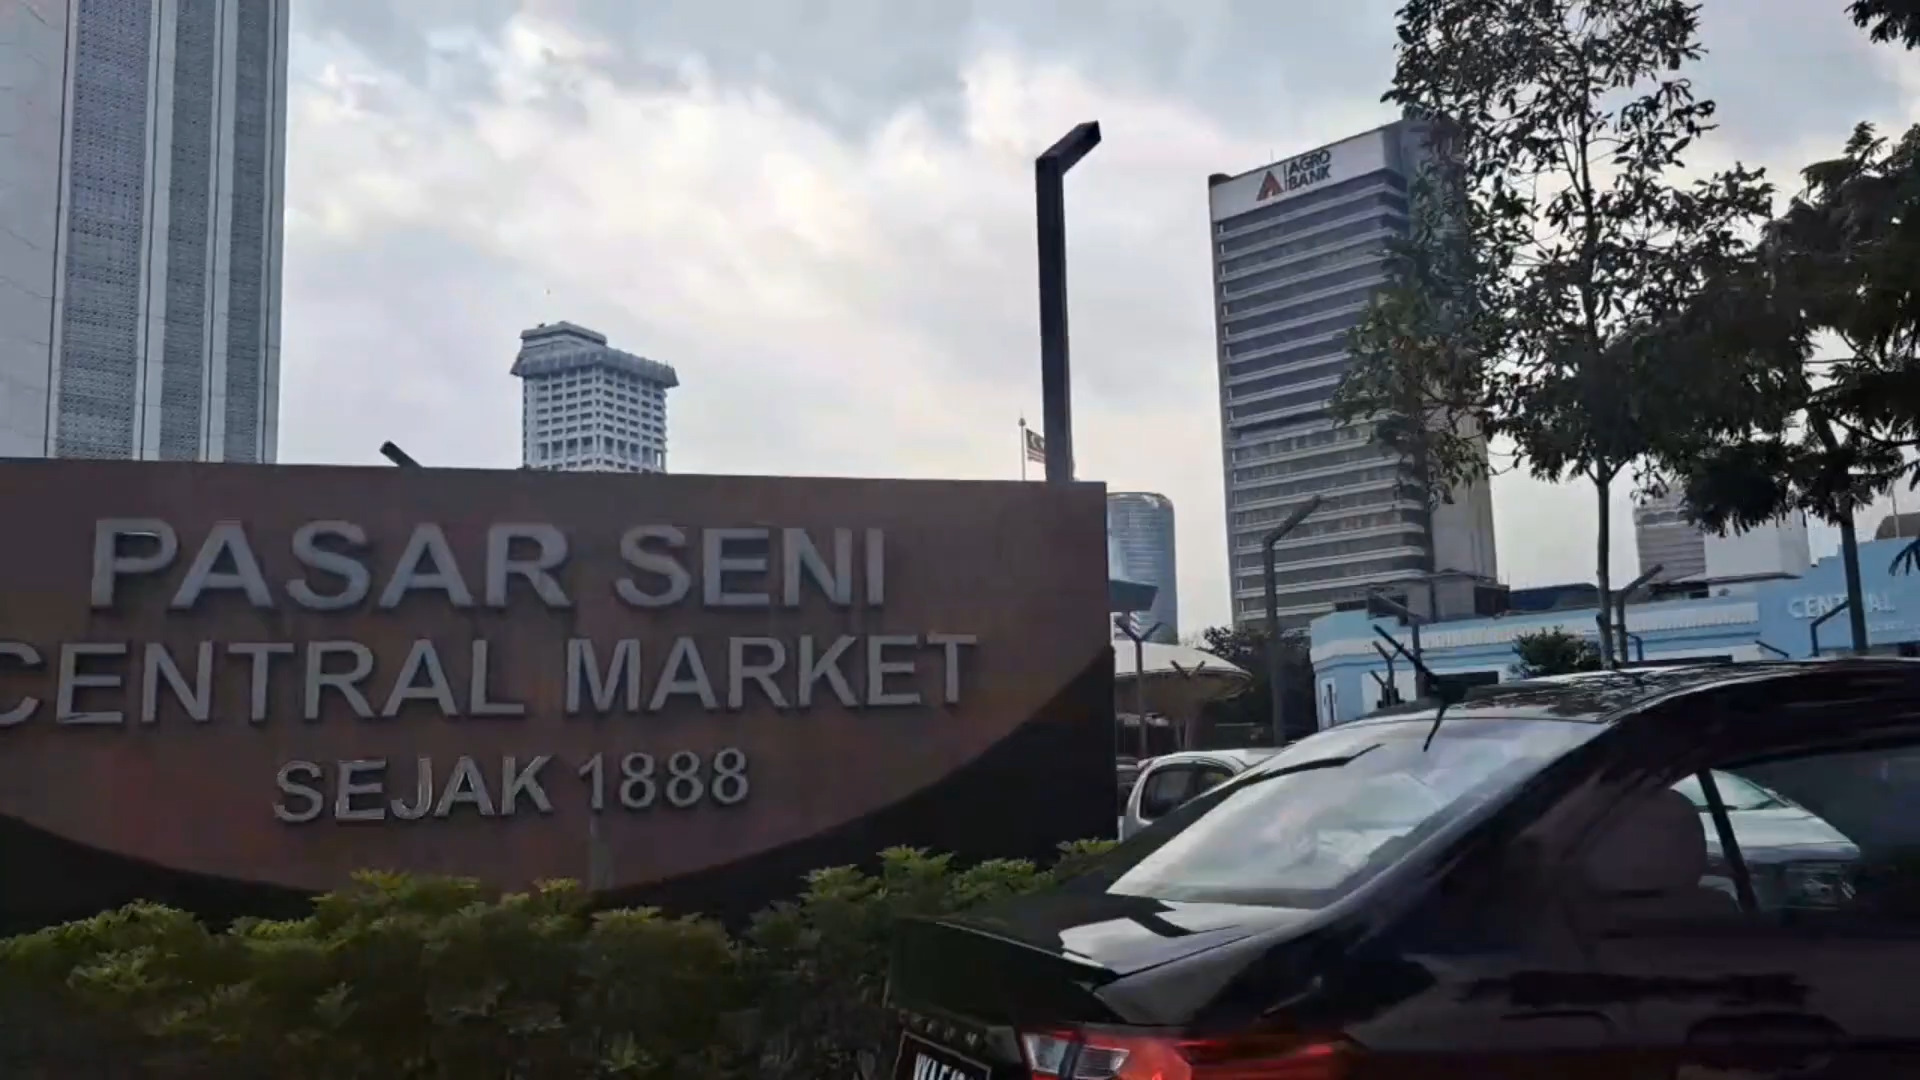 AGRO
BANK
PASAR SENI
CENTRAL MARKET
SEJAK 1888
CENTRAL